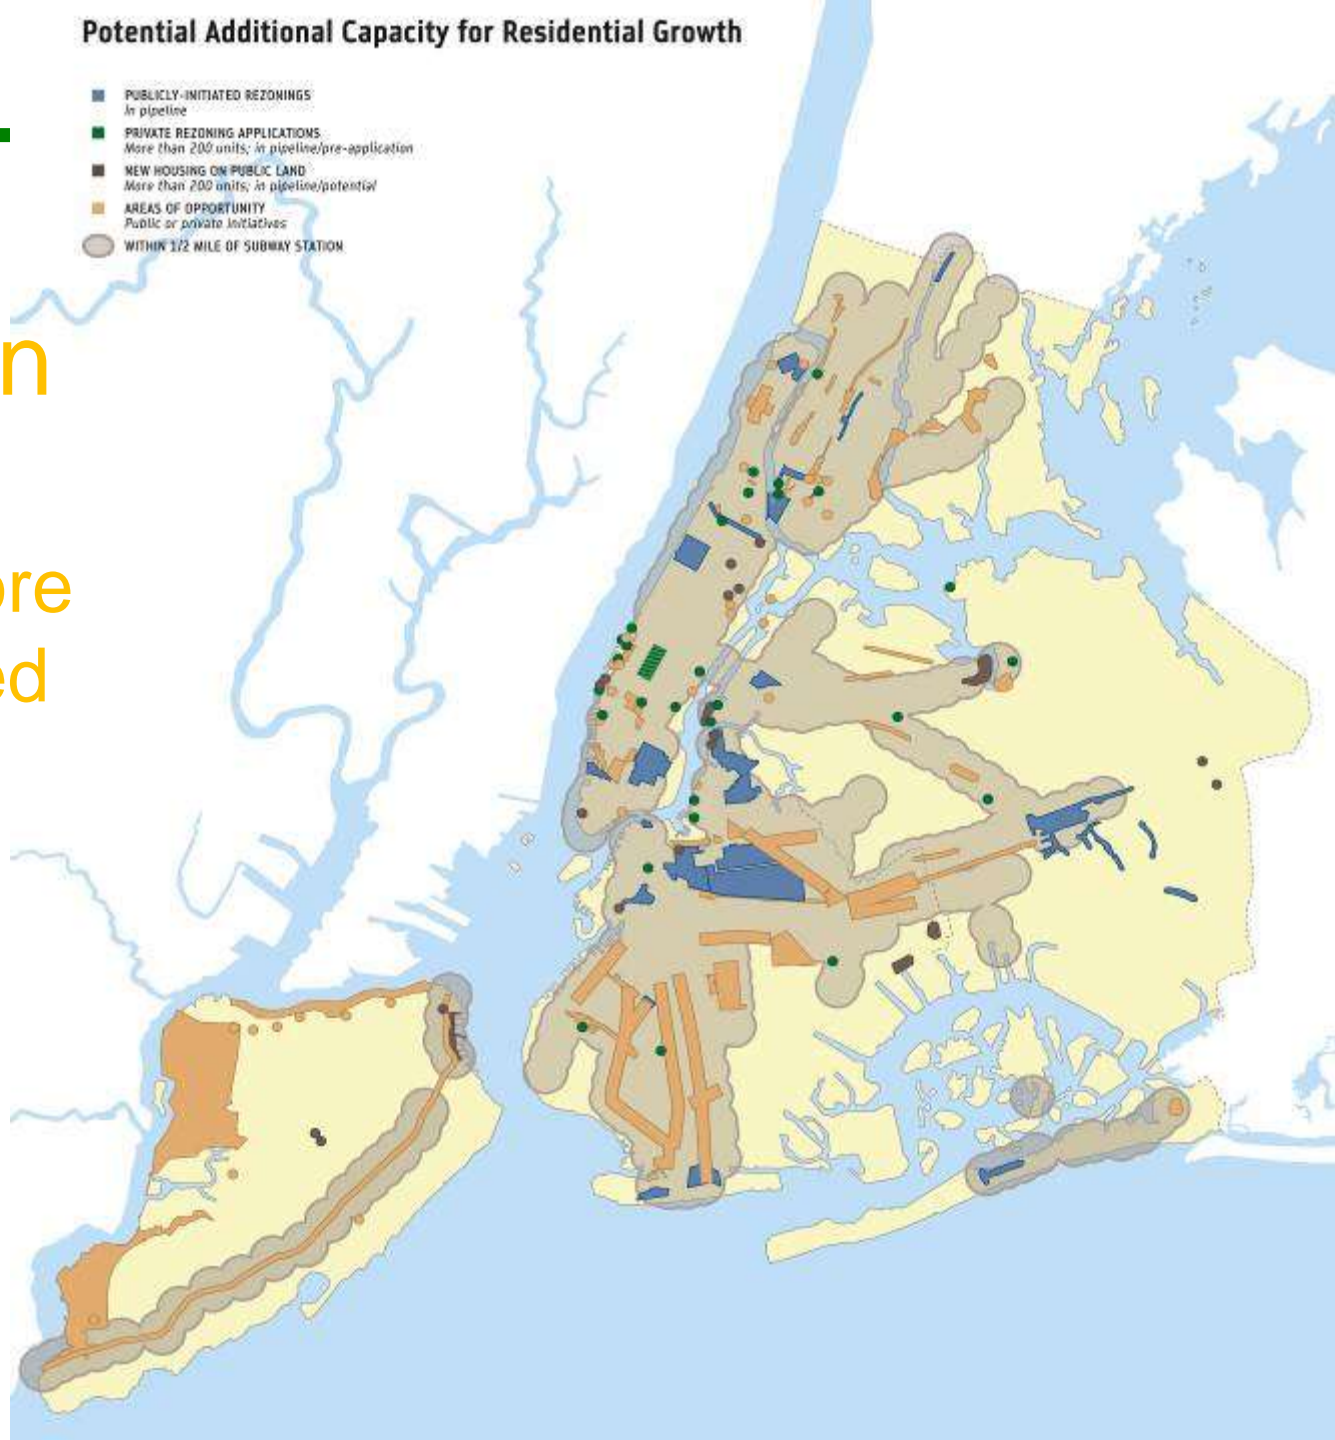 Potential Additional Capacity for Residential Growth
PUBLICLY-INITIATED REZONINGS
In pipeline
PRIVATE REZONING APPLICATIONS
More than 200 units; in pipeline/pre-application
NEW HOUSING ON PUBLIC LAND
More than 200 units; in pipeline/potential
AREAS OF OPPORTUNITY
Public or private initiatives
WITHIN 1/2 MILE OF SUBWAY STATION
n
ore
ed